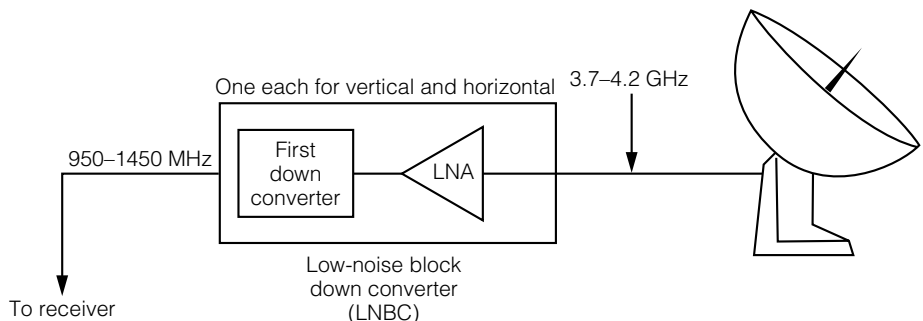 One each for vertical and horizontal
3.7–4.2 GHz
950–1450 MHz
First
down
converter
LNA
Low-noise block
down converter
(LNBC)
To receiver